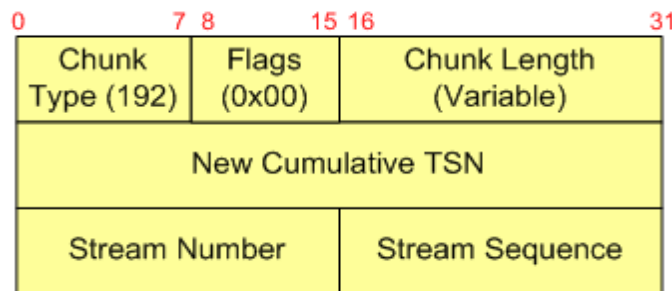 0 7 8 15 16 31
Chunk Flags Chunk Length
Type (192) (0x00) (Variable)
New Cumulative TSN
Stream Number Stream Sequence